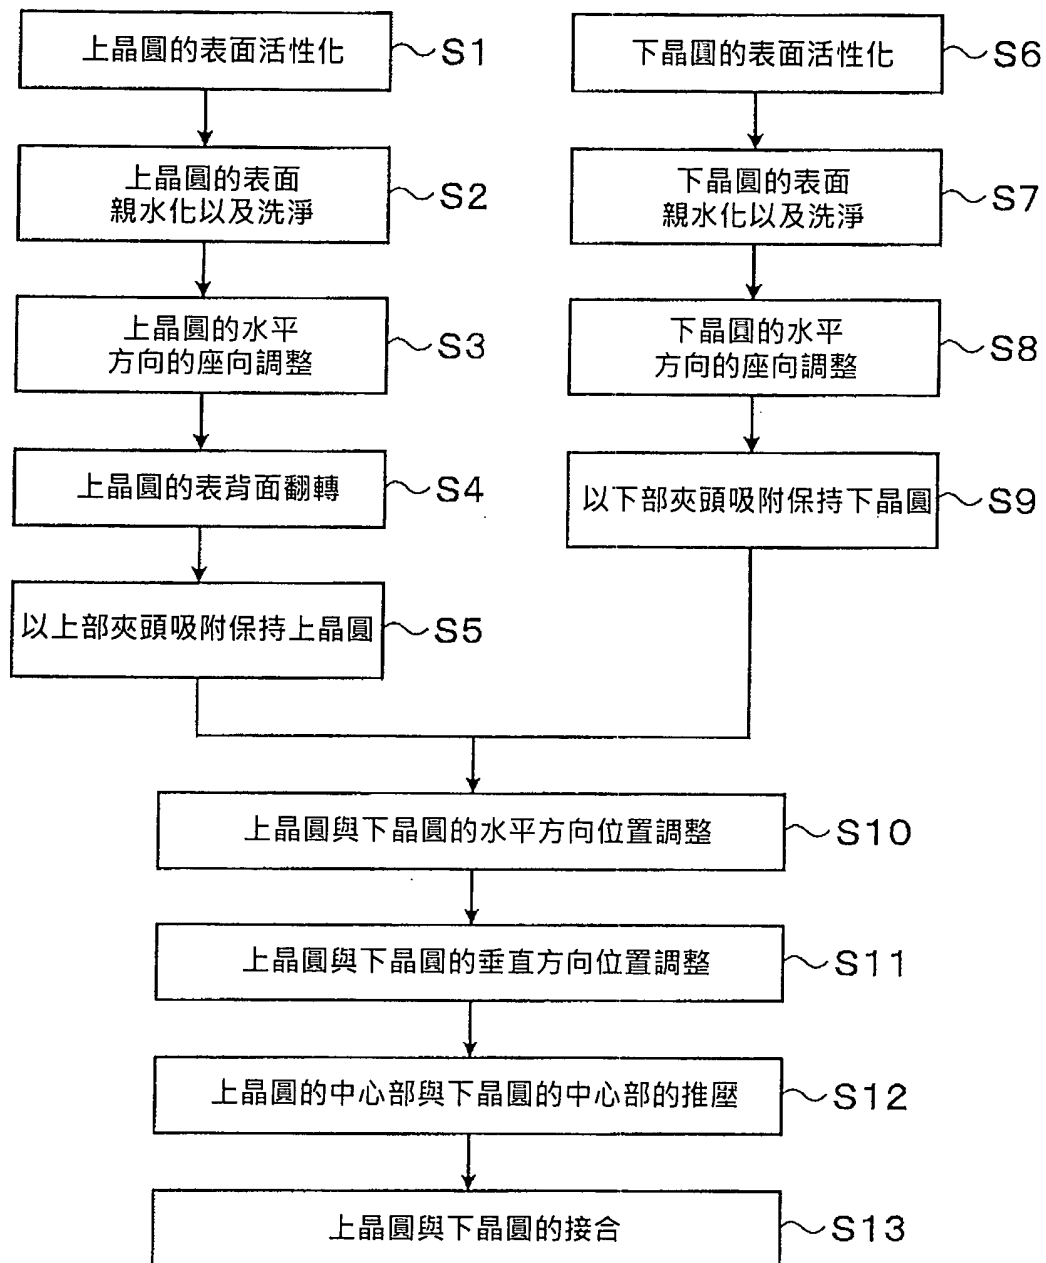 上晶圓的表面活性化
S1
上晶圓的表面
親水化以及洗淨
S2
上晶圓的水平
方向的座向調整
S3
上晶圓的表背面翻轉
S4
以上部夾頭吸附保持上晶圓
S5
下晶圓的表面活性化
S6
下晶圓的表面
親水化以及洗淨
S7
下晶圓的水平
方向的座向調整
S8
以下部夾頭吸附保持下晶圓
S9
上晶圓與下晶圓的水平方向位置調整
S10
上晶圓與下晶圓的垂直方向位置調整
S11
上晶圓的中心部與下晶圓的中心部的推壓
S12
上晶圓與下晶圓的接合
S13